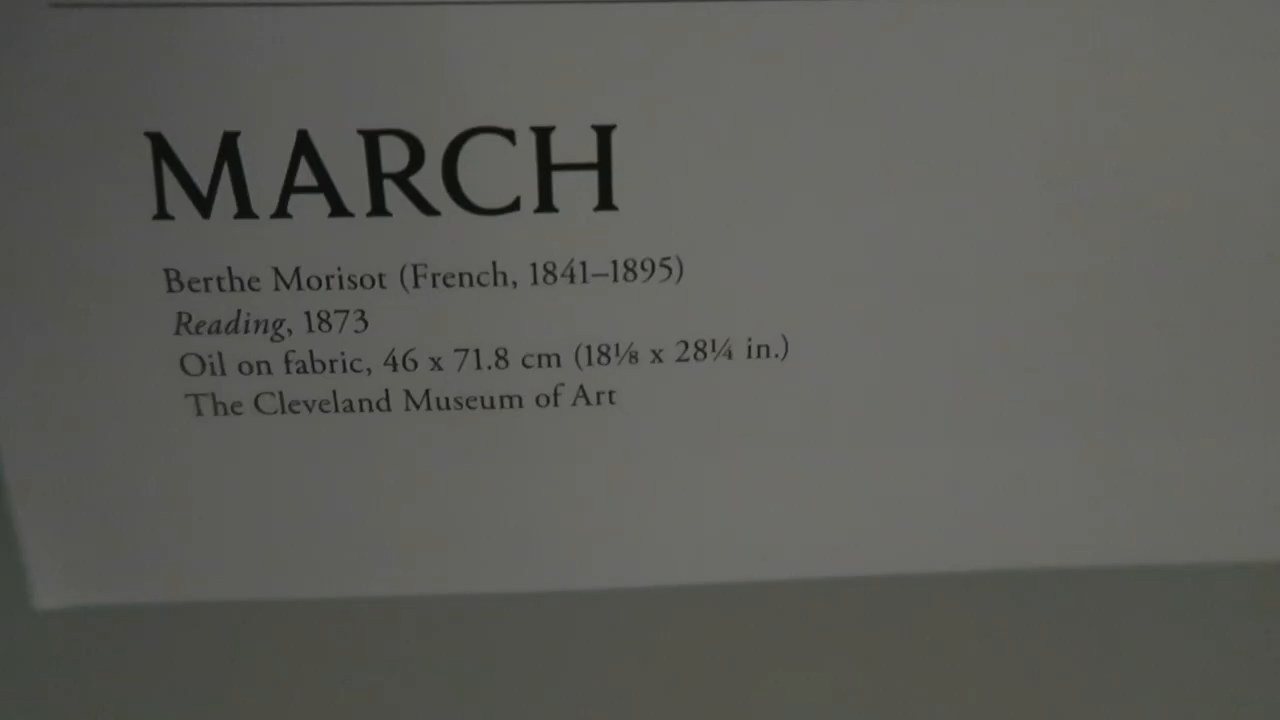 MARCH
Berthe Morisot (French, 1841–1895)
Reading, 1873
Oil on fabric, 46 x 71.8 cm (18⅛ x 28¼ in.)
The Cleveland Museum of Art